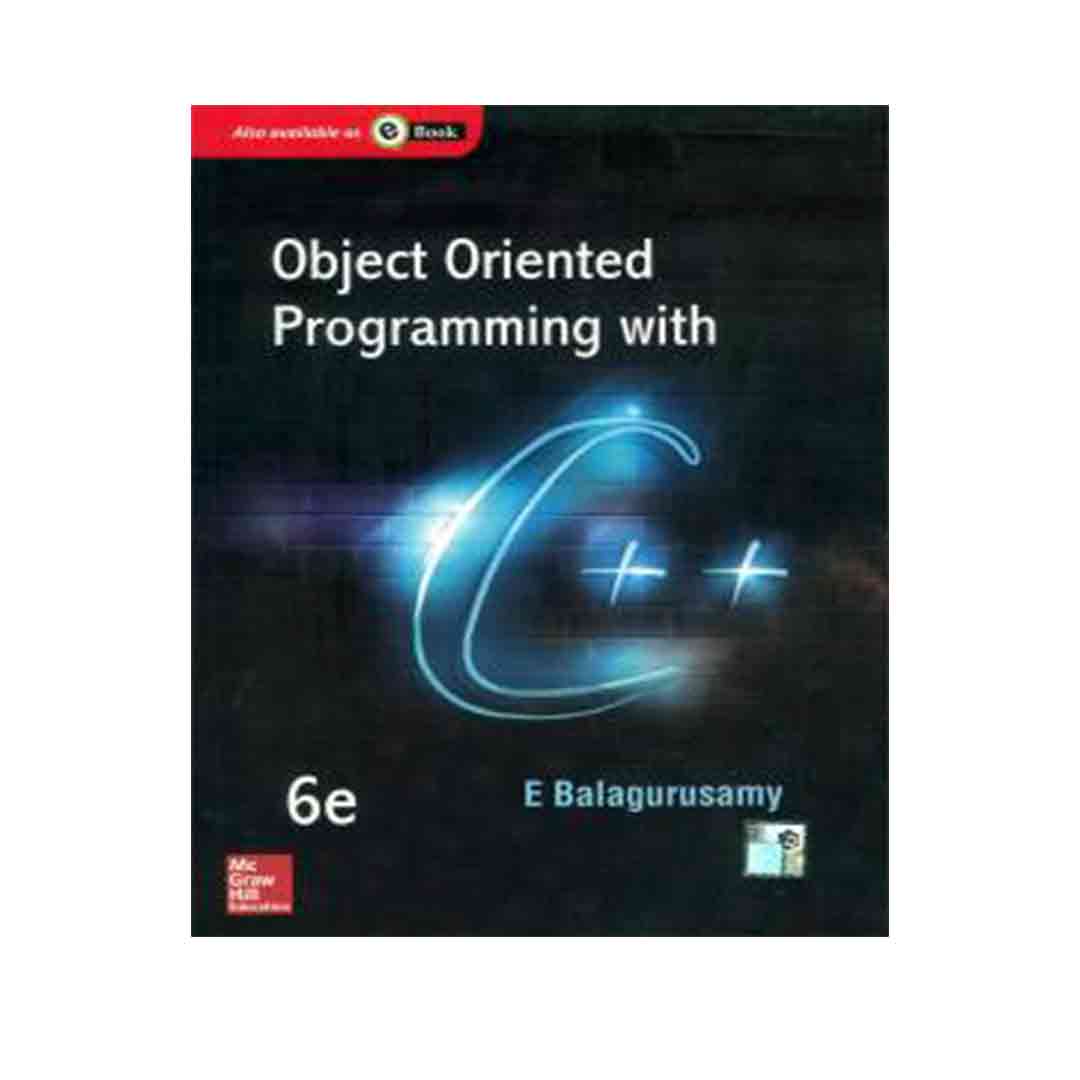 Also available as e Book
Object Oriented
Programming with
C++
6e
E Balagurusamy
Mc
Graw
Hill
Education